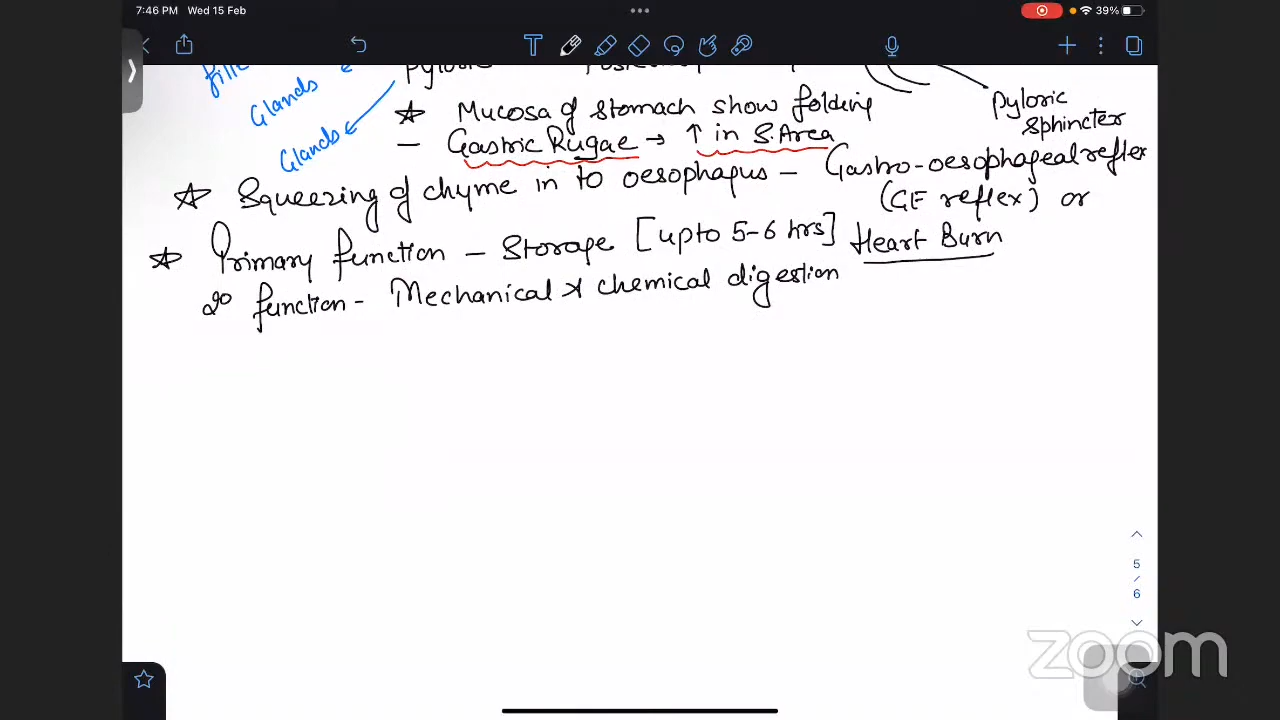 7:46 PM Wed 15 Feb
39%
Glands
Pyloric
Sphincter
Glands
☆ Mucosa of stomach show folding
– Gastric Rugae → ↑ in S.Area
☆ Squeezing of chyme in to oesophagus – Gastro-oesophageal reflex
(GE reflex) or
Heart Burn
☆ Primary function – Storage [upto 5-6 hrs]
2° function – Mechanical & chemical digestion
5
/
6
zoom